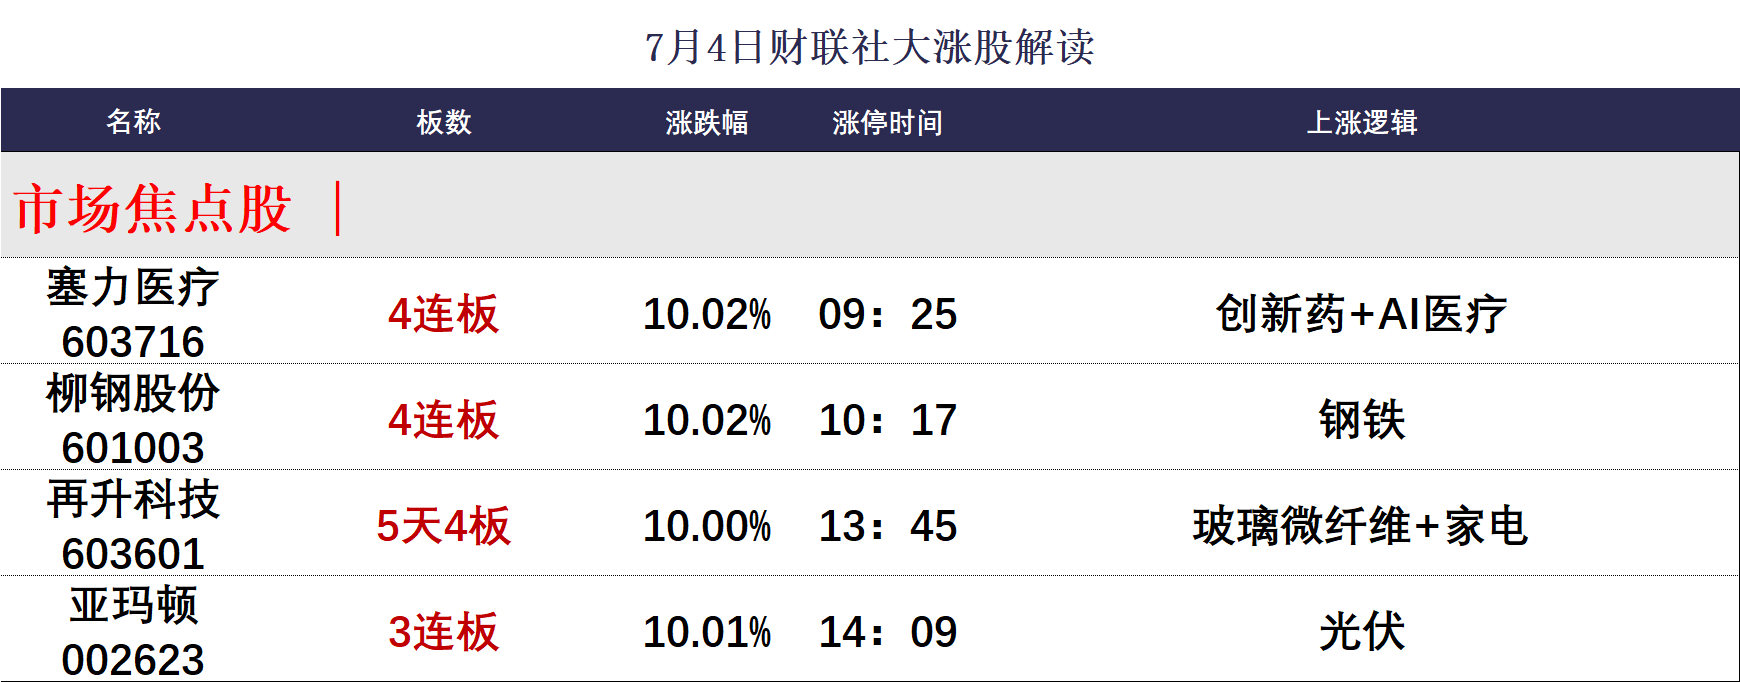 7月4日财联社大涨股解读
名称 板数 涨跌幅 涨停时间 上涨逻辑
市场焦点股 |
塞力医疗
603716 4连板 10.02% 09：25 创新药+AI医疗
柳钢股份
601003 4连板 10.02% 10：17 钢铁
再升科技
603601 5天4板 10.00% 13：45 玻璃微纤维+家电
亚玛顿
002623 3连板 10.01% 14：09 光伏